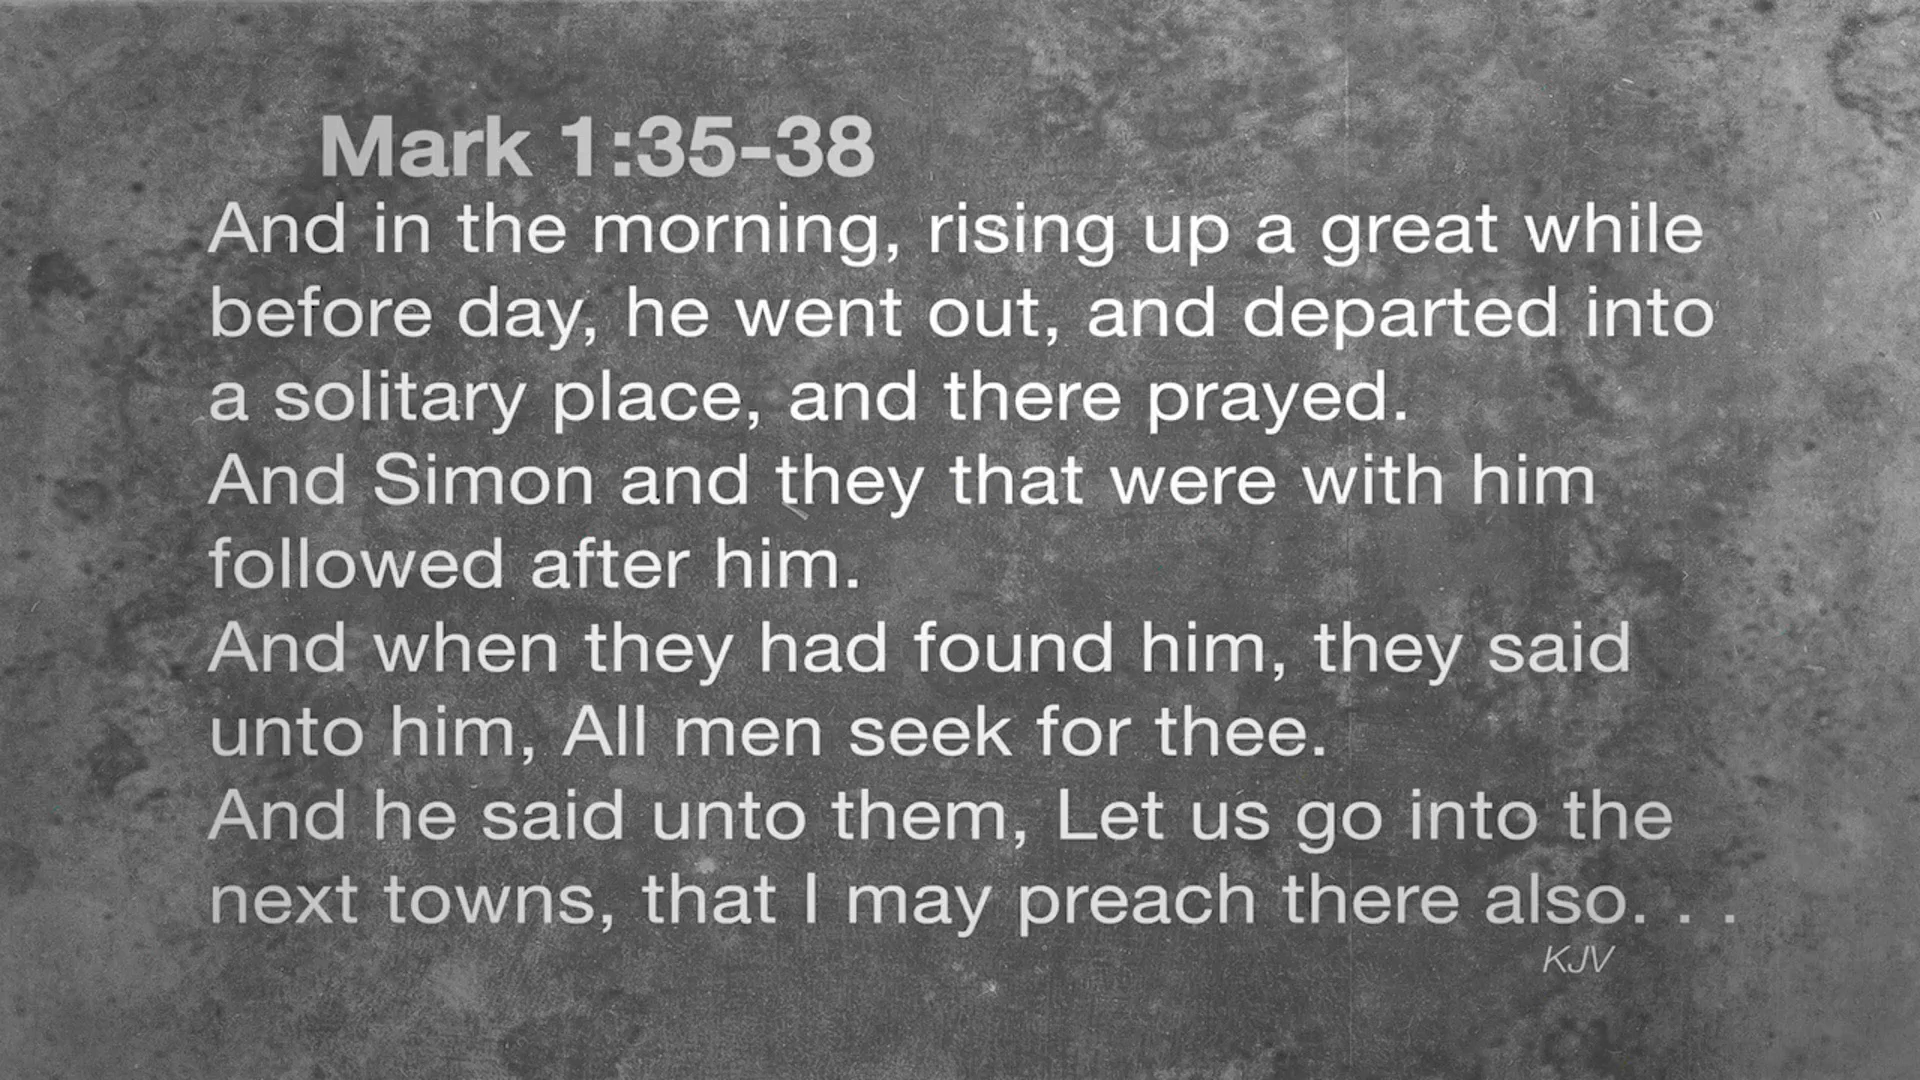 Mark 1:35-38
And in the morning, rising up a great while
before day, he went out, and departed into
a solitary place, and there prayed.
And Simon and they that were with him
followed after him.
And when they had found him, they said
unto him, All men seek for thee.
And he said unto them, Let us go into the
next towns, that I may preach there also. . .
KJV